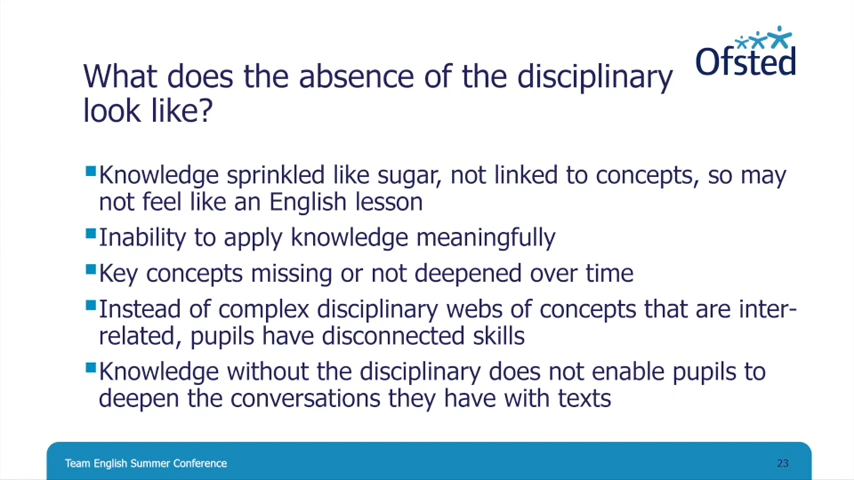 Ofsted
What does the absence of the disciplinary
look like?
Knowledge sprinkled like sugar, not linked to concepts, so may
not feel like an English lesson
Inability to apply knowledge meaningfully
Key concepts missing or not deepened over time
Instead of complex disciplinary webs of concepts that are inter-
related, pupils have disconnected skills
Knowledge without the disciplinary does not enable pupils to
deepen the conversations they have with texts
Team English Summer Conference
23